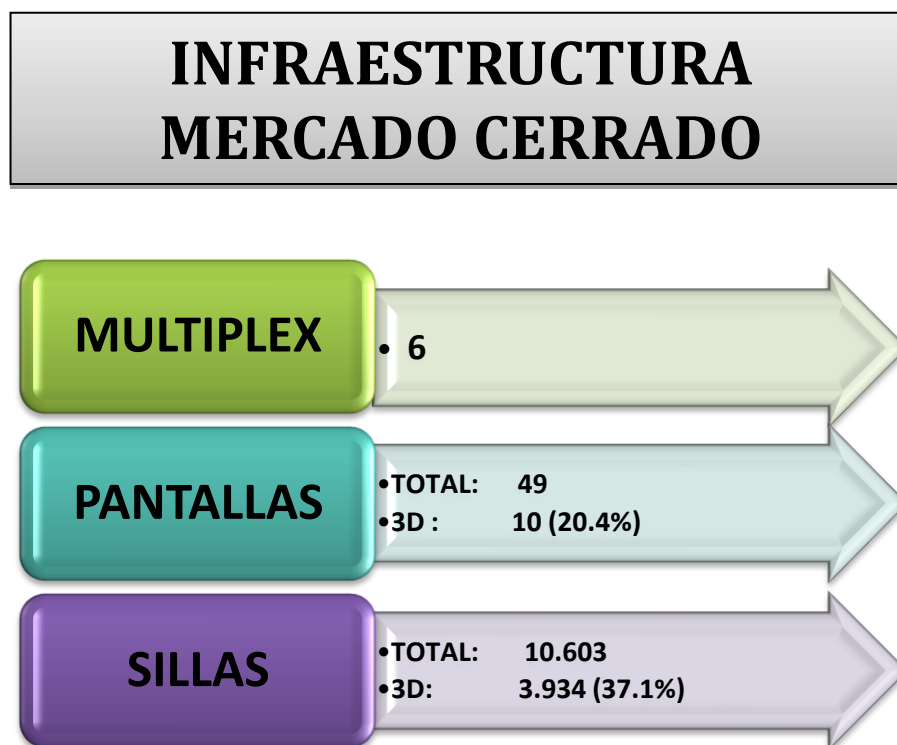 INFRAESTRUCTURA
MERCADO CERRADO
MULTIPLEX
• 6
PANTALLAS
•TOTAL: 49
•3D : 10 (20.4%)
SILLAS
•TOTAL: 10.603
•3D: 3.934 (37.1%)